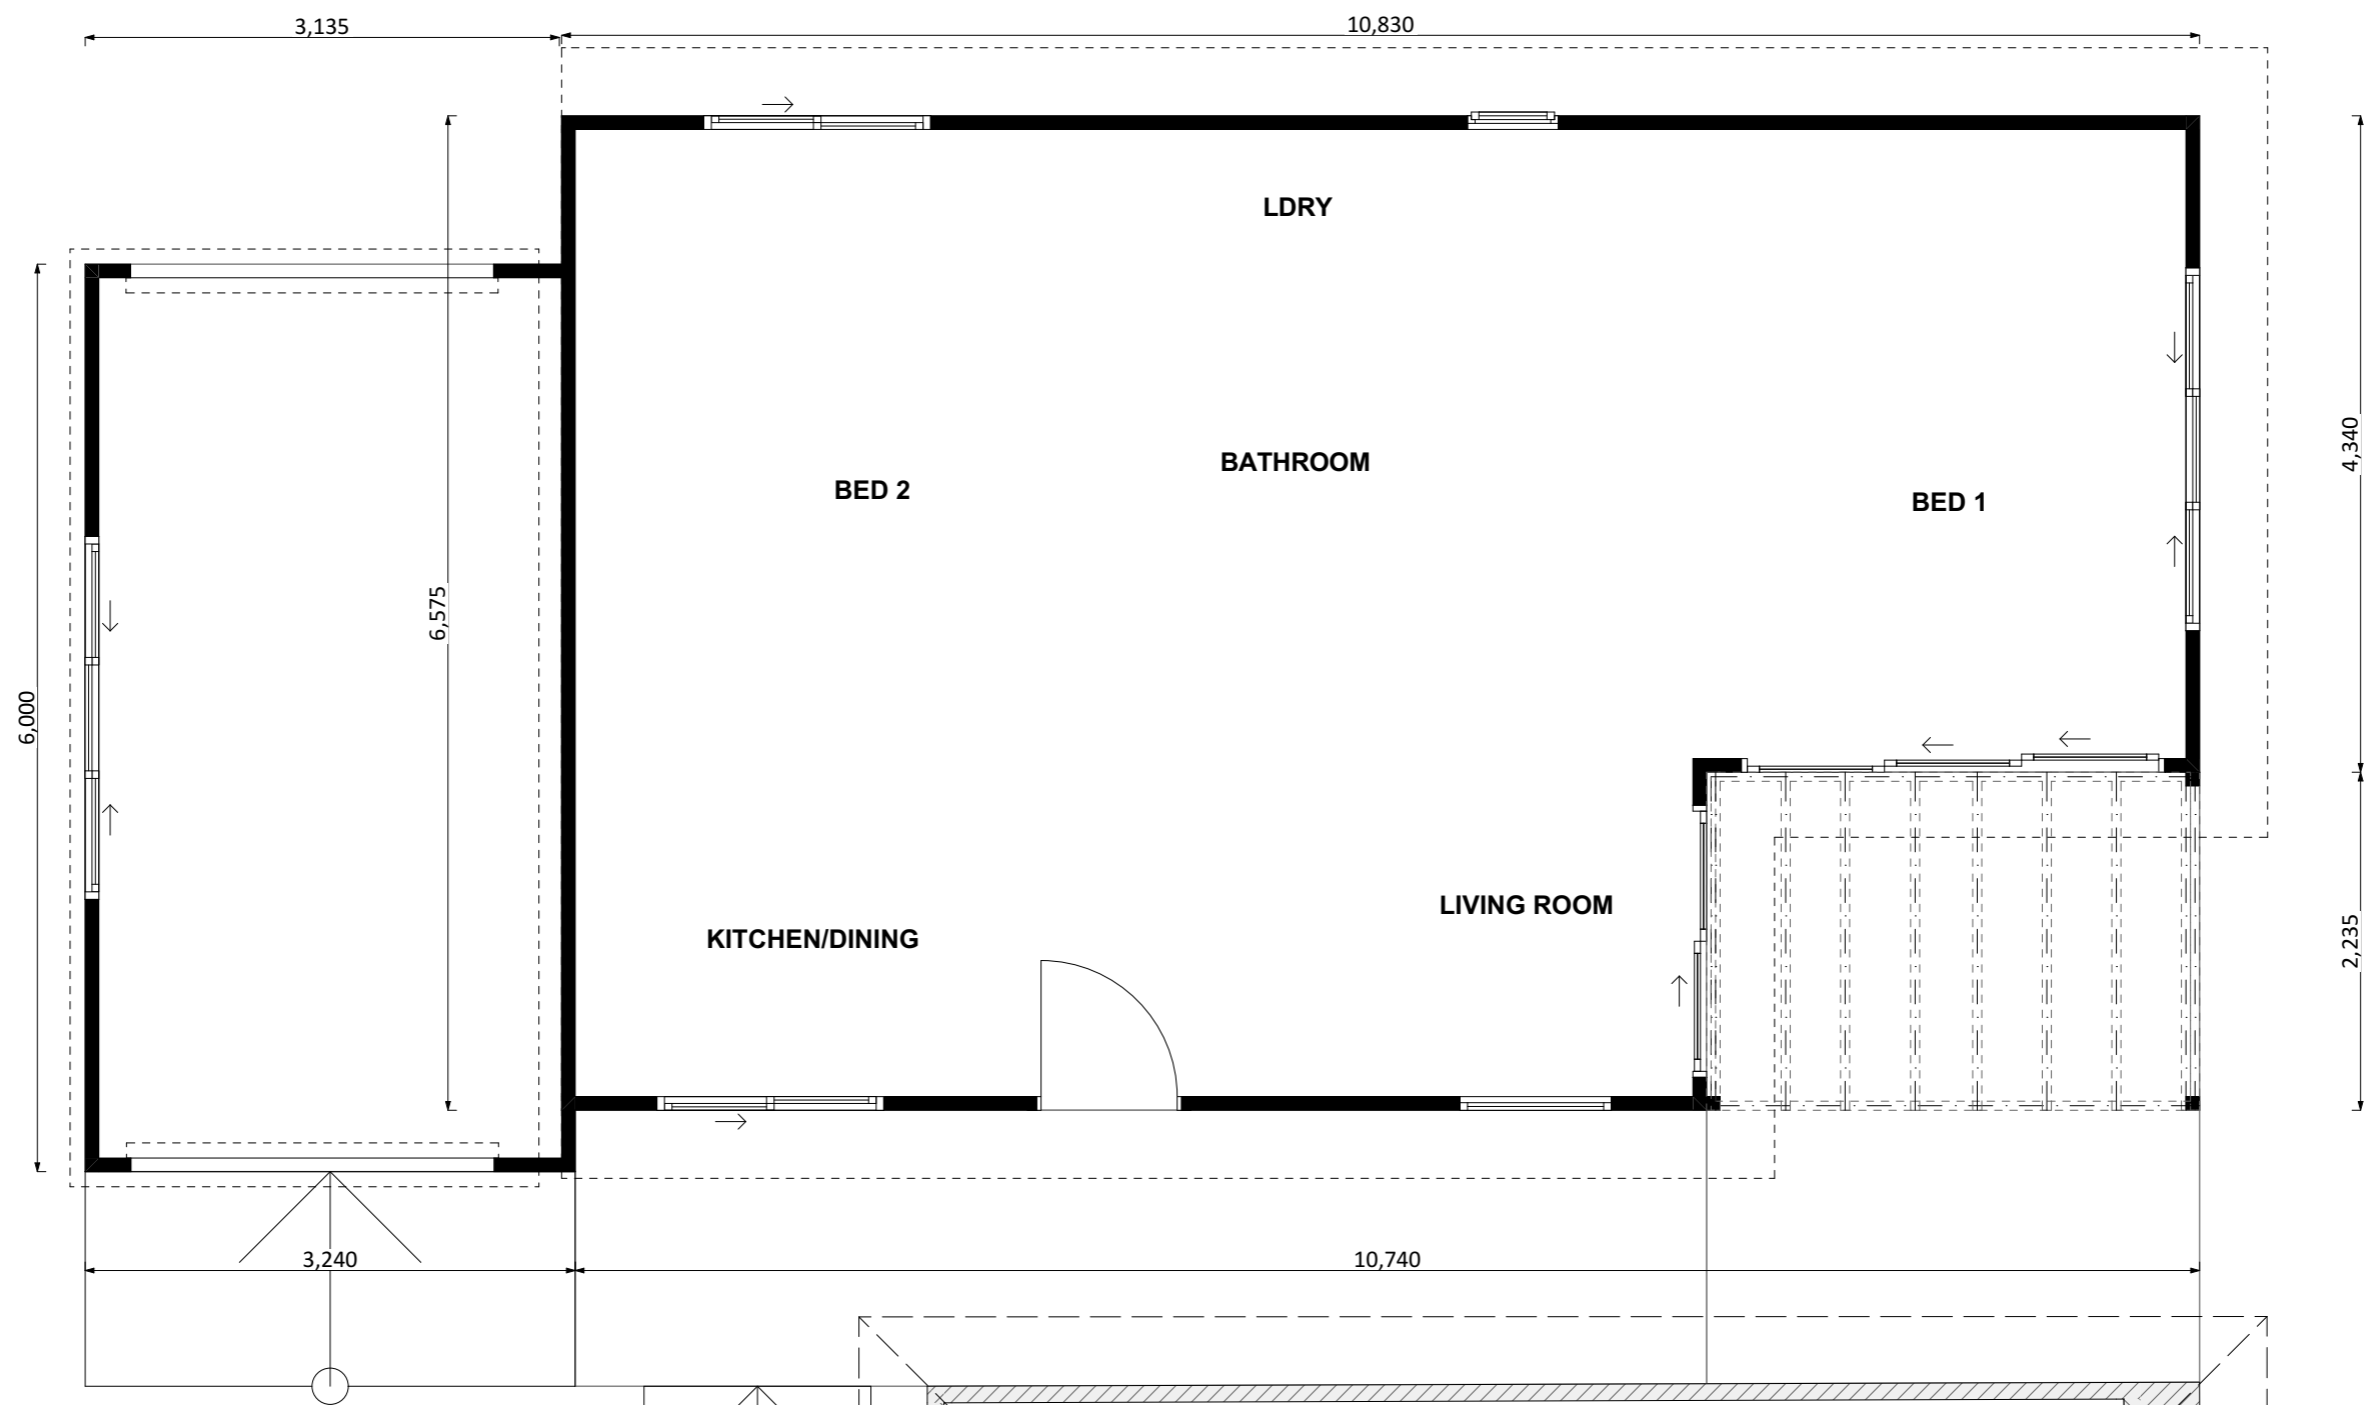 3,135
10,830
LDRY
4,340
BATHROOM
BED 2
BED 1
6,575
6,000
LIVING ROOM
KITCHEN/DINING
2,235
3,240
10,740